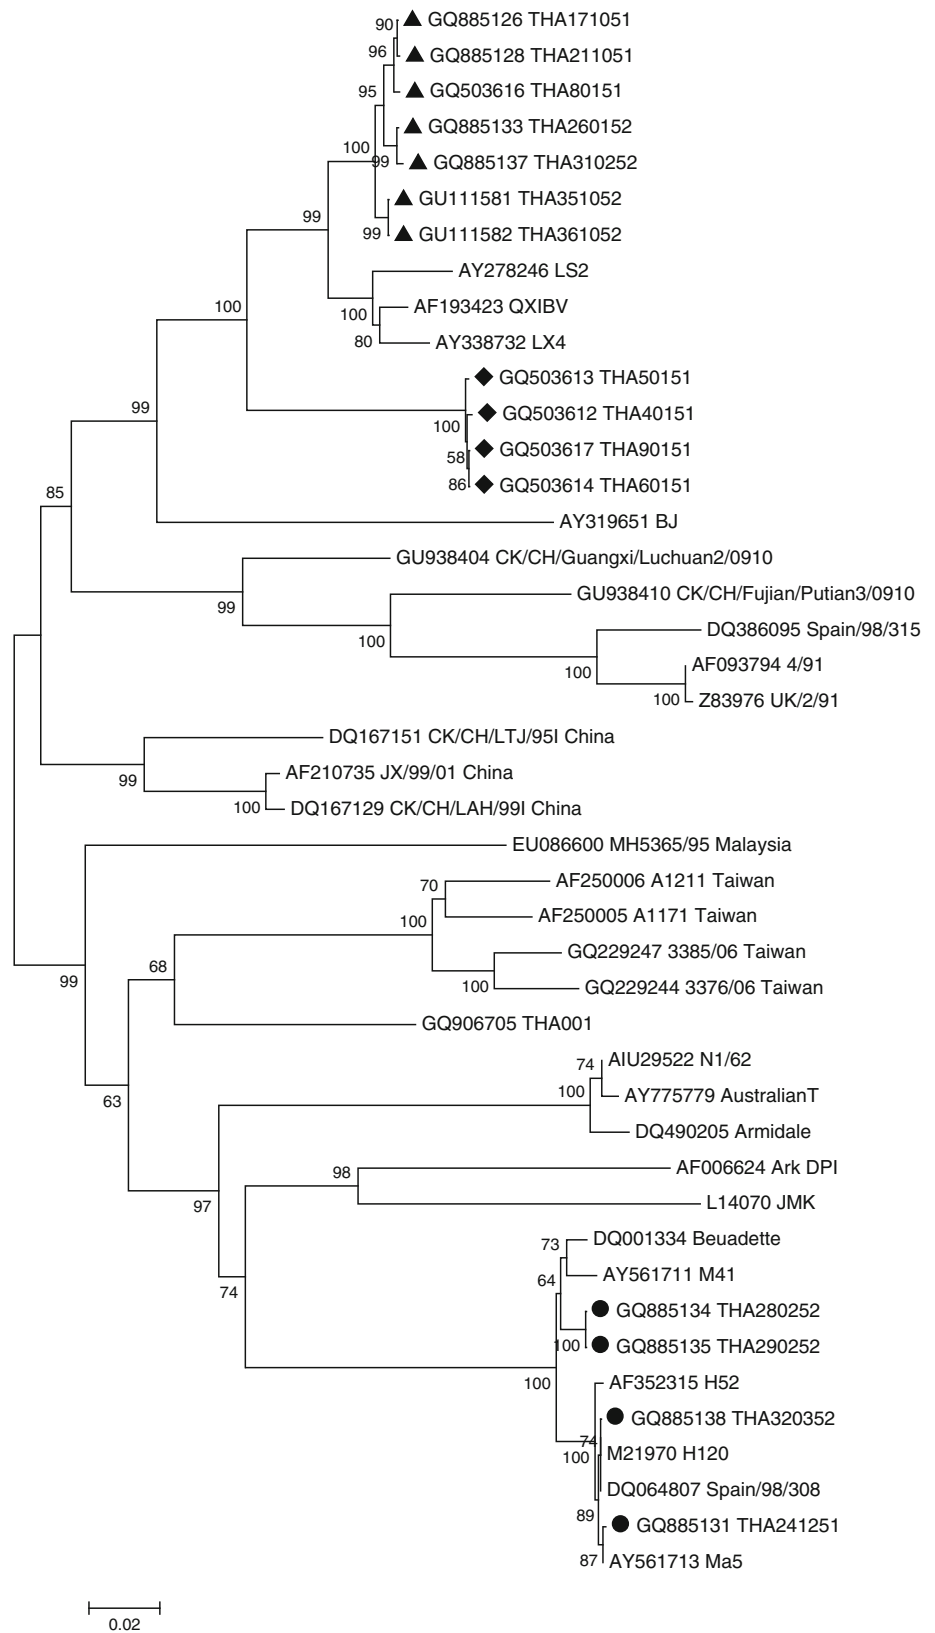 90 GQ885126 THA171051
96 GQ885128 THA211051
95 GQ503616 THA80151
GQ885133 THA260152
100
99 GQ885137 THA310252
GU111581 THA351052
99
99 GU111582 THA361052
AY278246 LS2
100 AF193423 QXIBV
100
80 AY338732 LX4
GQ503613 THA50151
99 GQ503612 THA40151
100
58 GQ503617 THA90151
86 GQ503614 THA60151
85
AY319651 BJ
GU938404 CK/CH/Guangxi/Luchuan2/0910
99 GU938410 CK/CH/Fujian/Putian3/0910
100 DQ386095 Spain/98/315
100 AF093794 4/91
100 Z83976 UK/2/91
DQ167151 CK/CH/LTJ/95I China
99 AF210735 JX/99/01 China
100 DQ167129 CK/CH/LAH/99I China
EU086600 MH5365/95 Malaysia
70 AF250006 A1211 Taiwan
100 AF250005 A1171 Taiwan
GQ229247 3385/06 Taiwan
68
99
100 GQ229244 3376/06 Taiwan
GQ906705 THA001
74 AIU29522 N1/62
100 AY775779 AustralianT
63
DQ490205 Armidale
98 AF006624 Ark DPI
97 L14070 JMK
73 DQ001334 Beuadette
64 AY561711 M41
74
GQ885134 THA280252
100 GQ885135 THA290252
100 AF352315 H52
GQ885138 THA320352
74
100 M21970 H120
DQ064807 Spain/98/308
89 GQ885131 THA241251
87 AY561713 Ma5
0.02